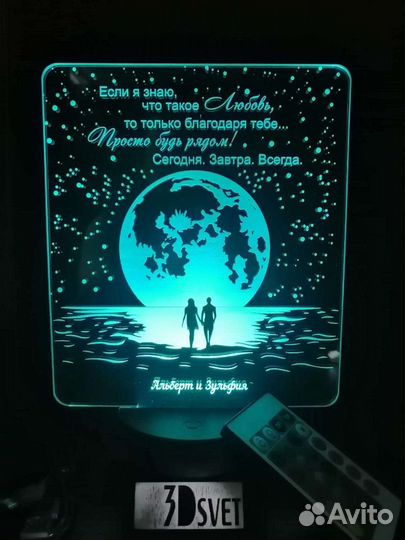 Если я знаю,
что такое Любовь,
то только благодаря тебе...
Просто будь рядом!
Сегодня. Завтра. Всегда.
Альберт и Зульфия
3DSVET
Avito